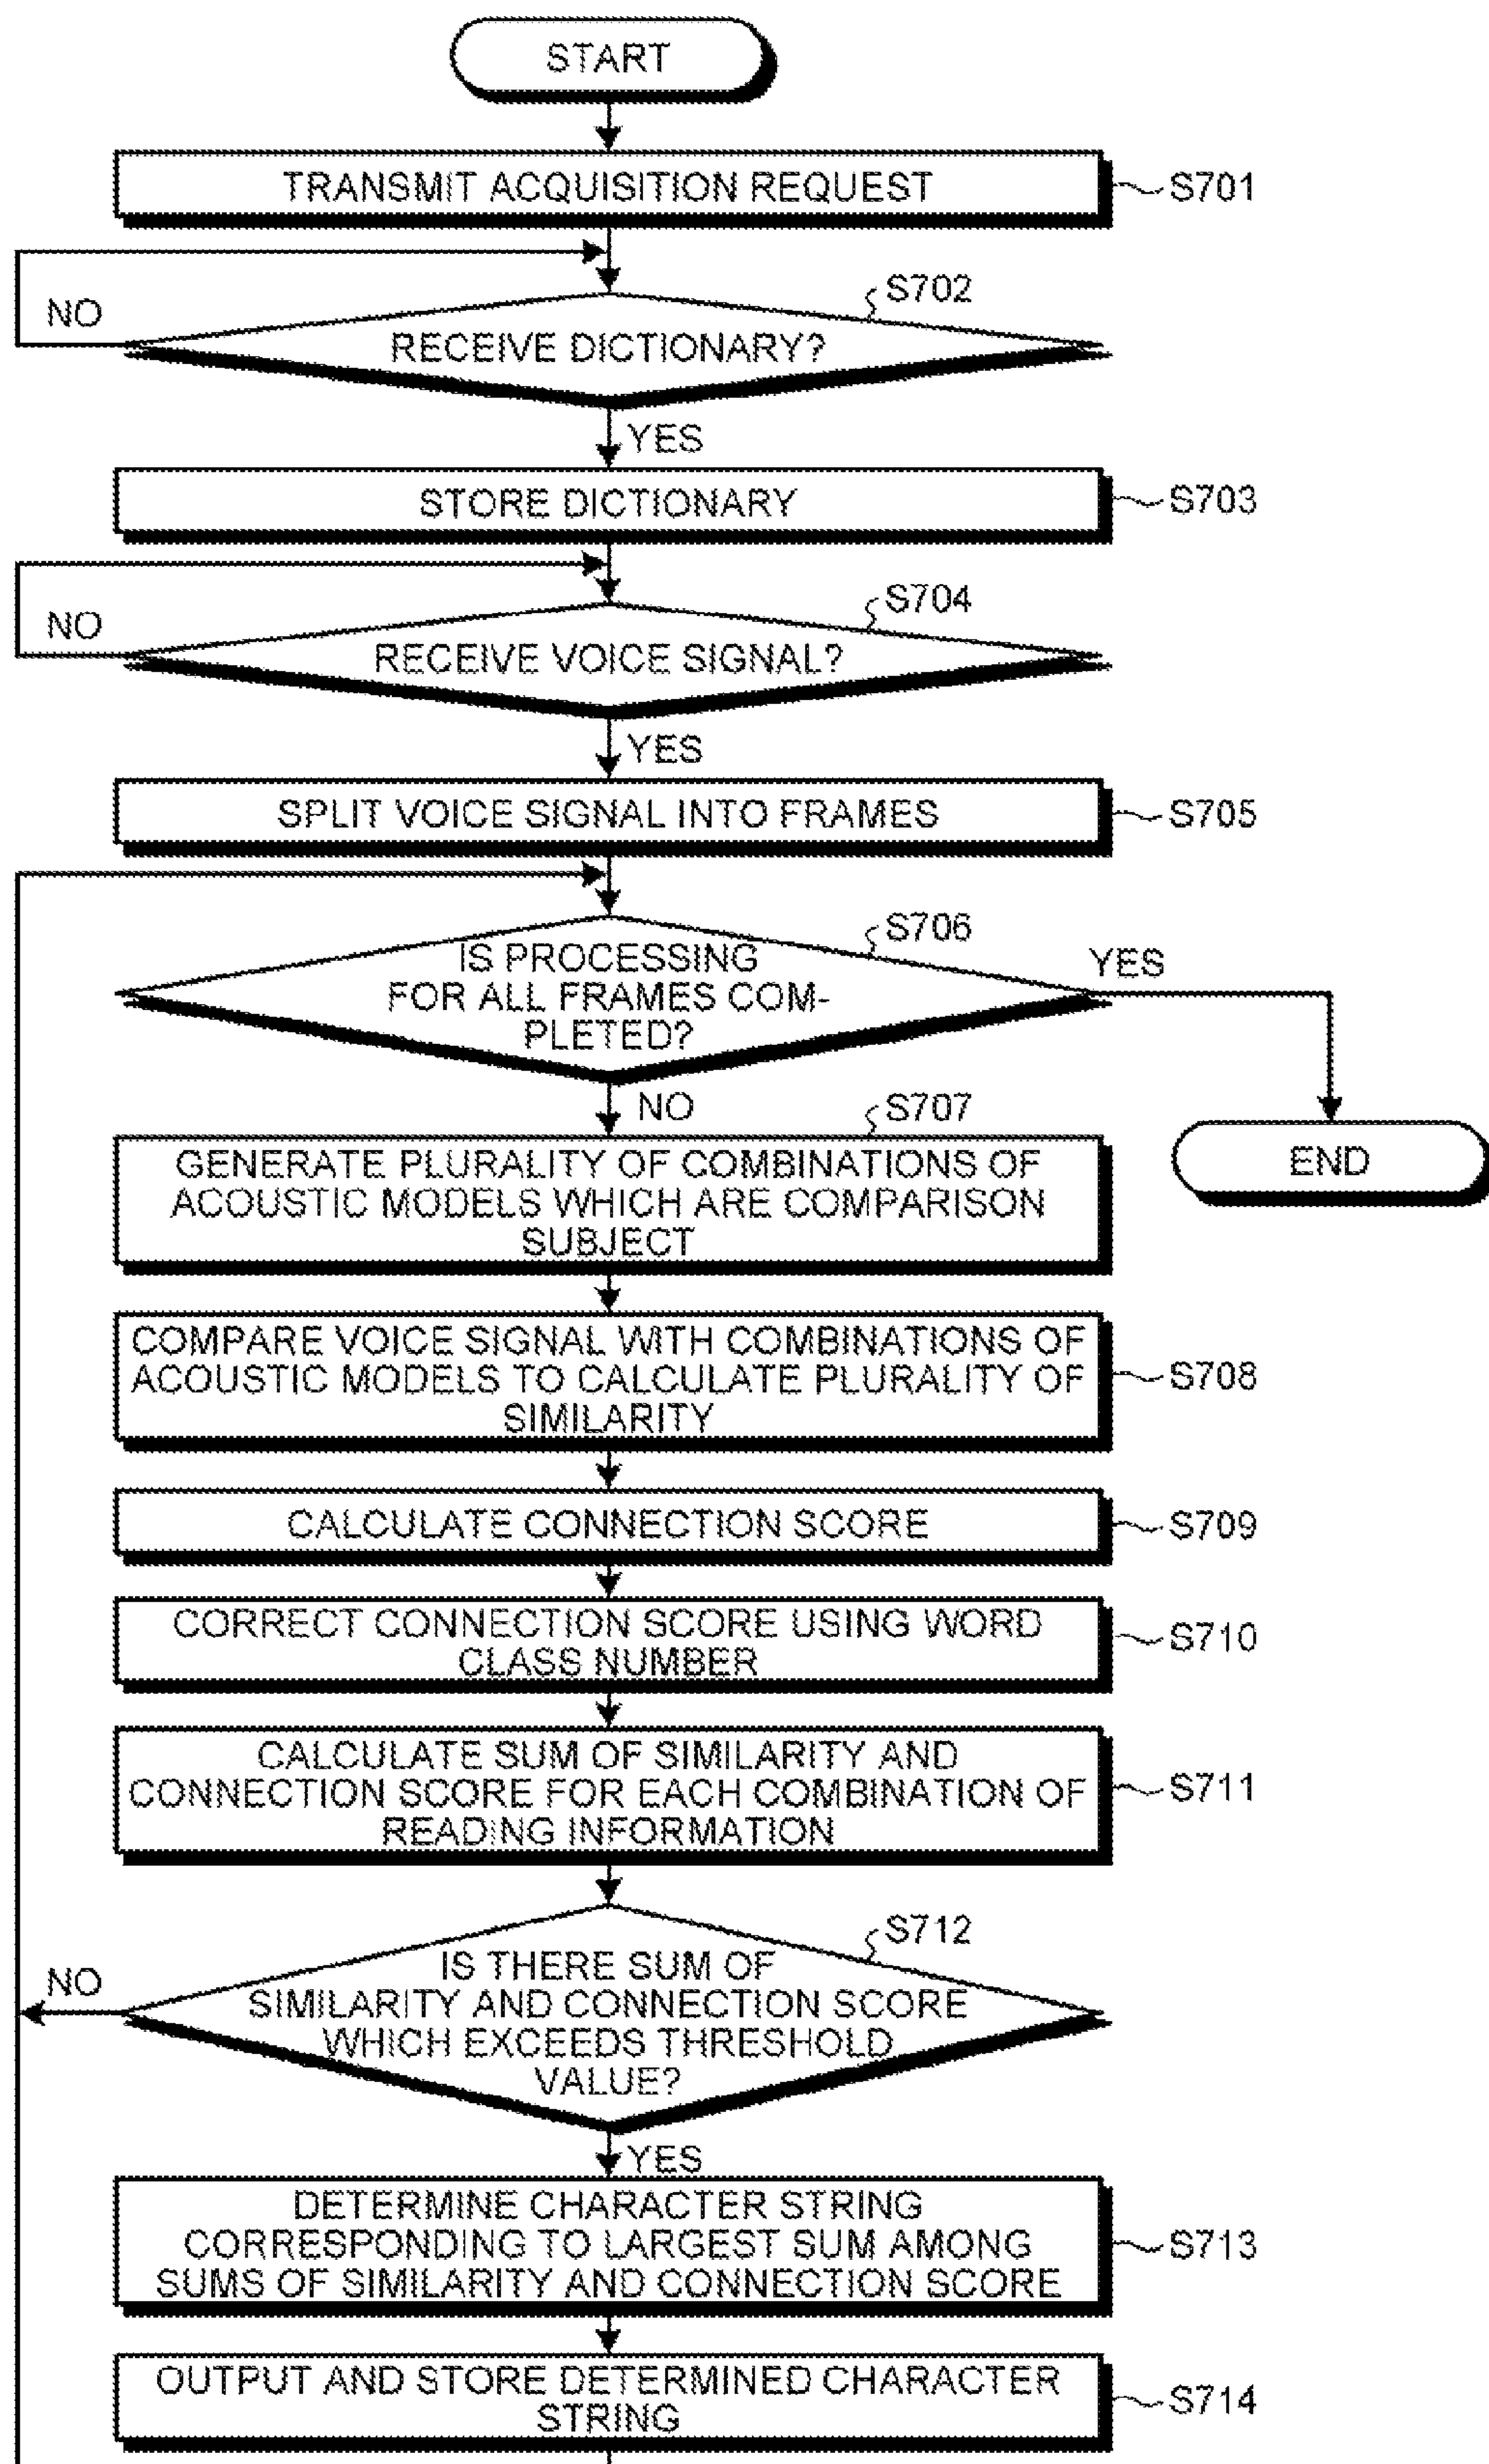 START
TRANSMIT ACQUISITION REQUEST
S701
NO
S702
RECEIVE DICTIONARY?
YES
STORE DICTIONARY
S703
NO
S704
RECEIVE VOICE SIGNAL?
YES
SPLIT VOICE SIGNAL INTO FRAMES
S705
S706
IS PROCESSING
FOR ALL FRAMES COM-
PLETED?
YES
NO
S707
GENERATE PLURALITY OF COMBINATIONS OF
ACOUSTIC MODELS WHICH ARE COMPARISON
SUBJECT
END
COMPARE VOICE SIGNAL WITH COMBINATIONS OF
ACOUSTIC MODELS TO CALCULATE PLURALITY OF
SIMILARITY
S708
CALCULATE CONNECTION SCORE
S709
CORRECT CONNECTION SCORE USING WORD
CLASS NUMBER
S710
CALCULATE SUM OF SIMILARITY AND
CONNECTION SCORE FOR EACH COMBINATION OF
READING INFORMATION
S711
S712
NO
IS THERE SUM OF
SIMILARITY AND CONNECTION SCORE
WHICH EXCEEDS THRESHOLD
VALUE?
YES
DETERMINE CHARACTER STRING
CORRESPONDING TO LARGEST SUM AMONG
SUMS OF SIMILARITY AND CONNECTION SCORE
S713
OUTPUT AND STORE DETERMINED CHARACTER
STRING
S714